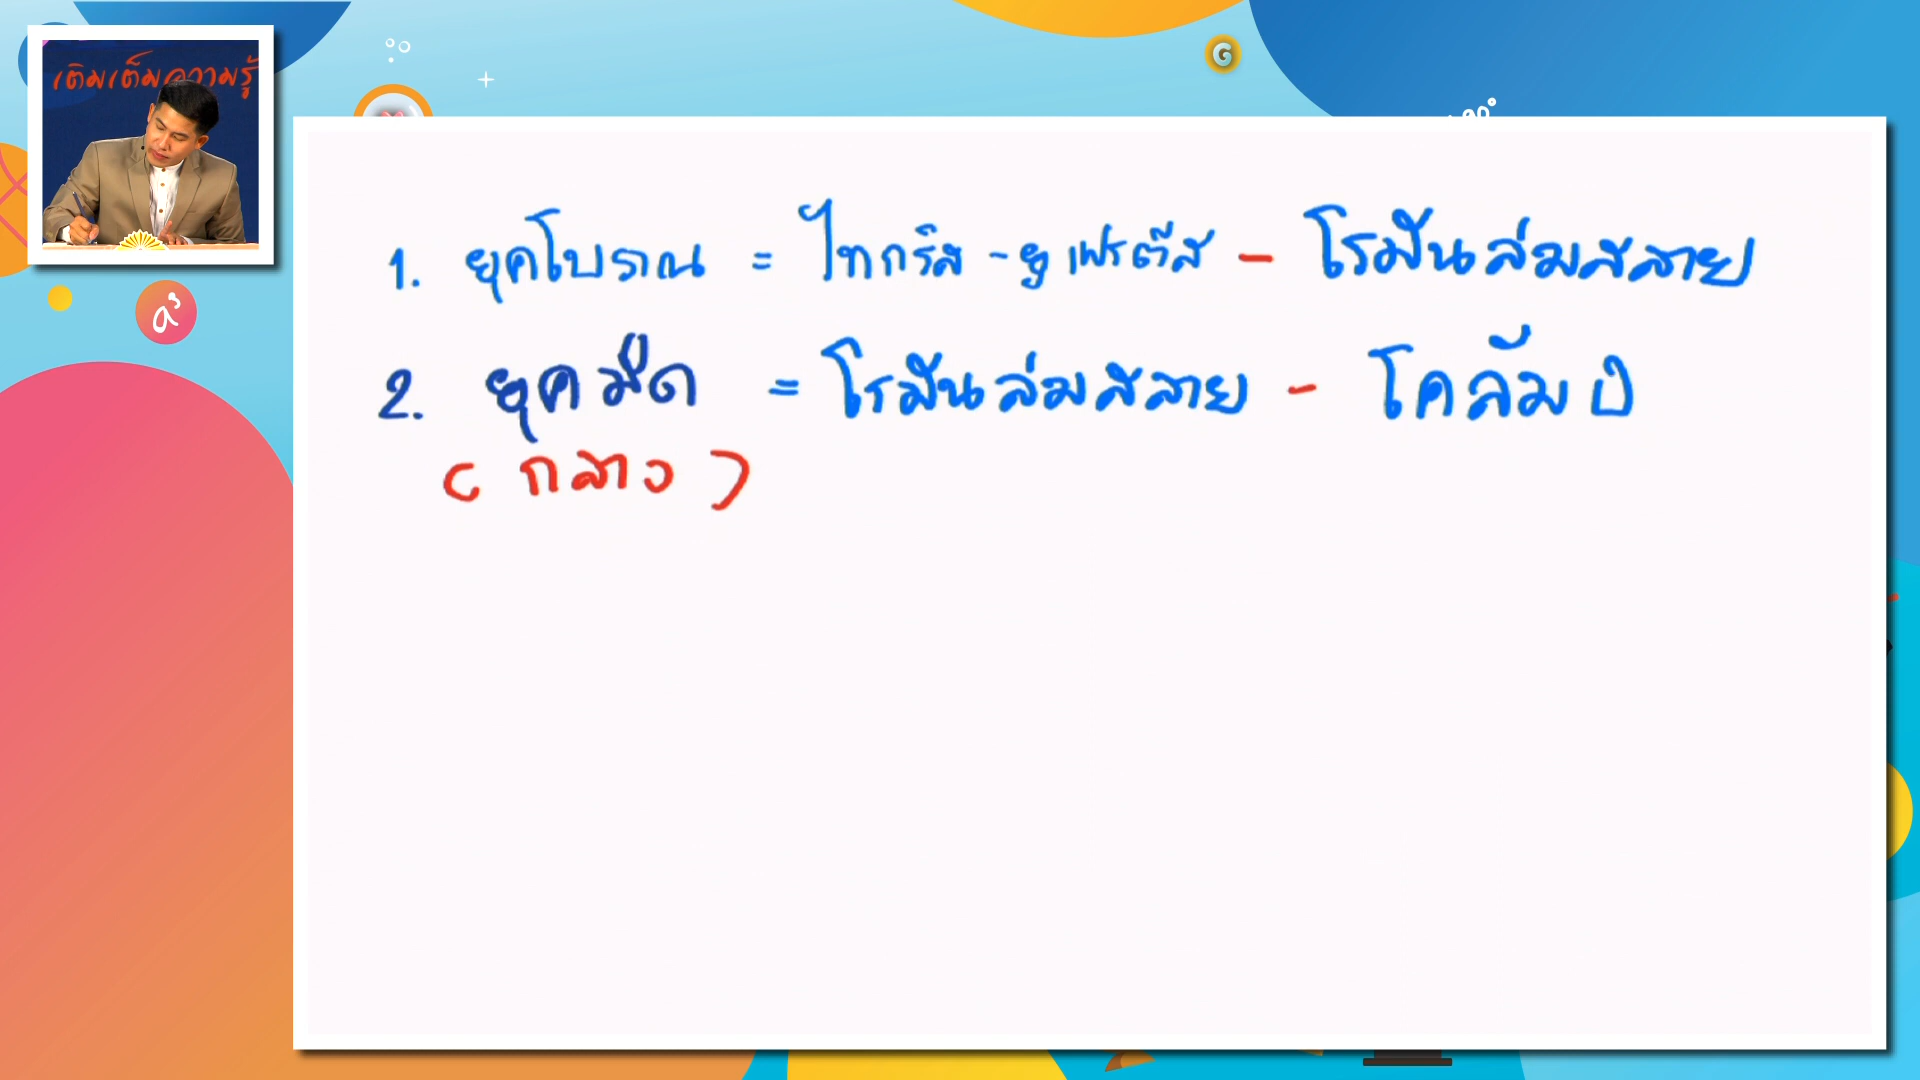 เติมเต็มความรู้
a³
1. ยุคโบราณ = ไทกริส - ยูเฟรตีส - โรมันล่มสลาย
2. ยุคมืด = โรมันล่มสลาย - โคลัมบั
( กลาง )